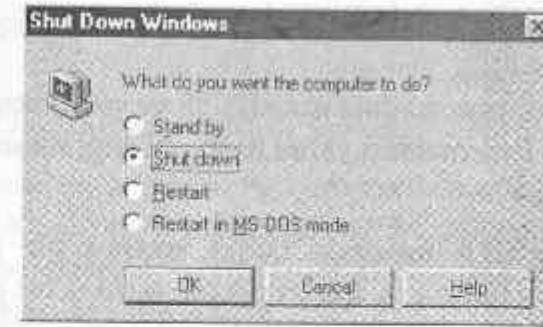 Shut Down Windows
What do you want the computer to do?
Stand by
Shut down
Restart
Restart in MS-DOS mode
OK
Cancel
Help